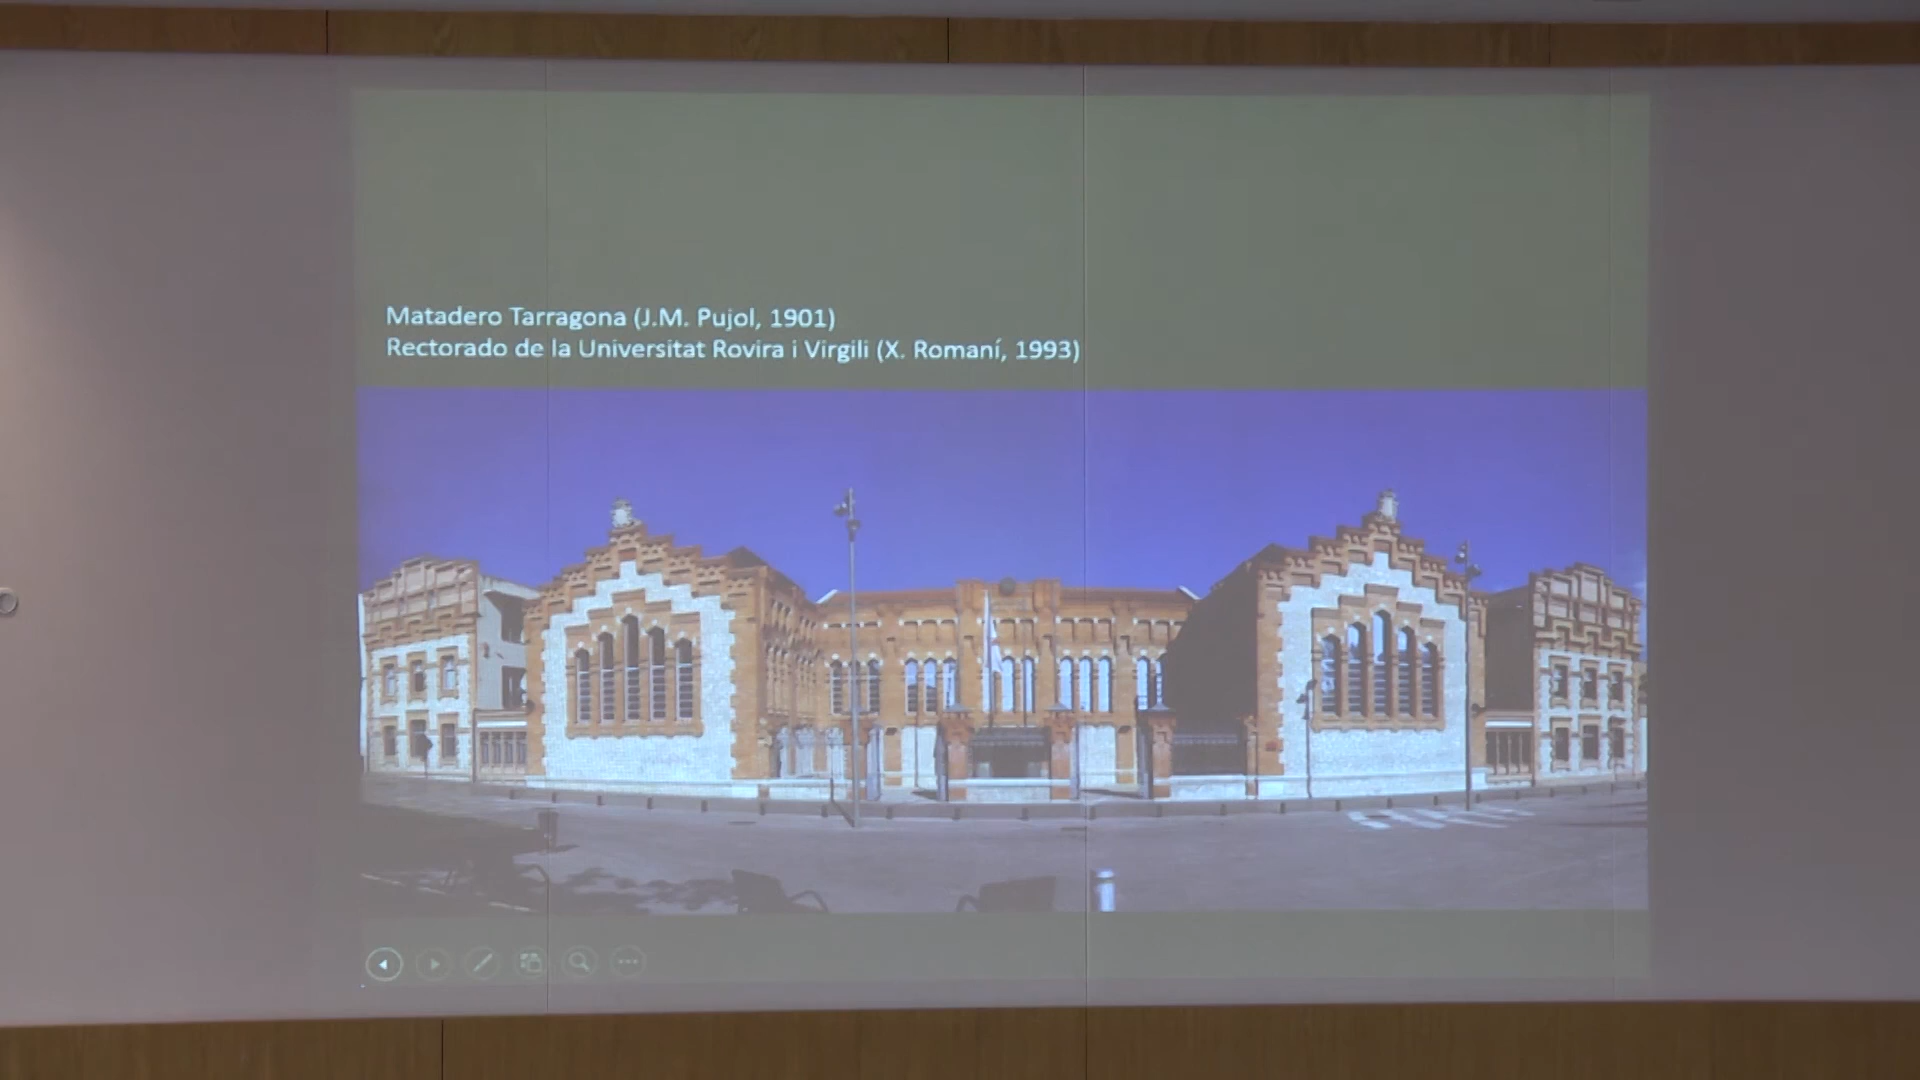 Matadero Tarragona (J.M. Pujol, 1901)
Rectorado de la Universitat Rovira i Virgili (X. Romaní, 1993)